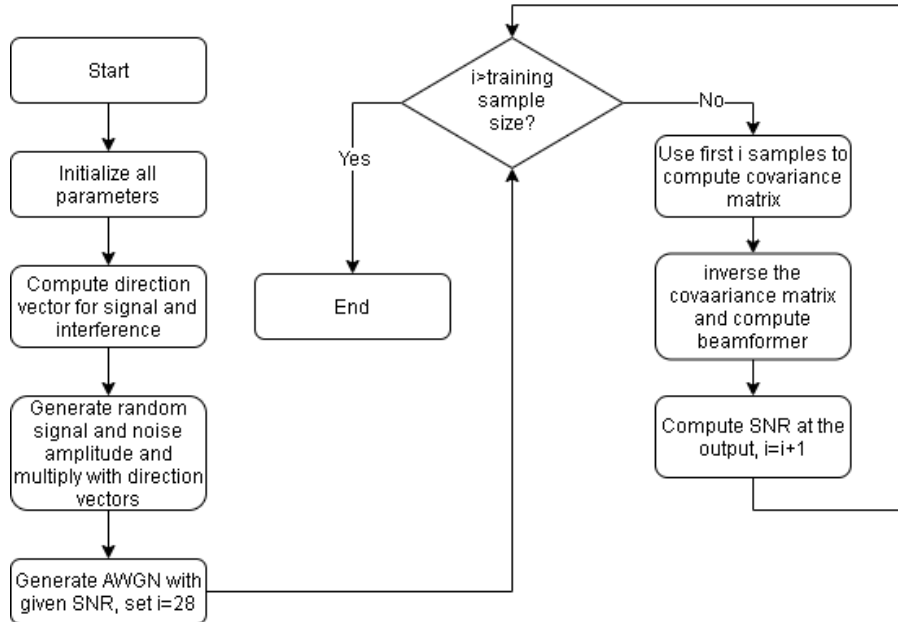 Start
Initialize all
parameters
Compute direction
vector for signal and
interference
Generate random
signal and noise
amplitude and
multiply with direction
vectors
Generate AWGN with
given SNR, set i=28
i>training
sample
size?
Yes
End
No
Use first i samples to
compute covariance
matrix
inverse the
covaariance matrix
and compute
beamformer
Compute SNR at the
output, i=i+1